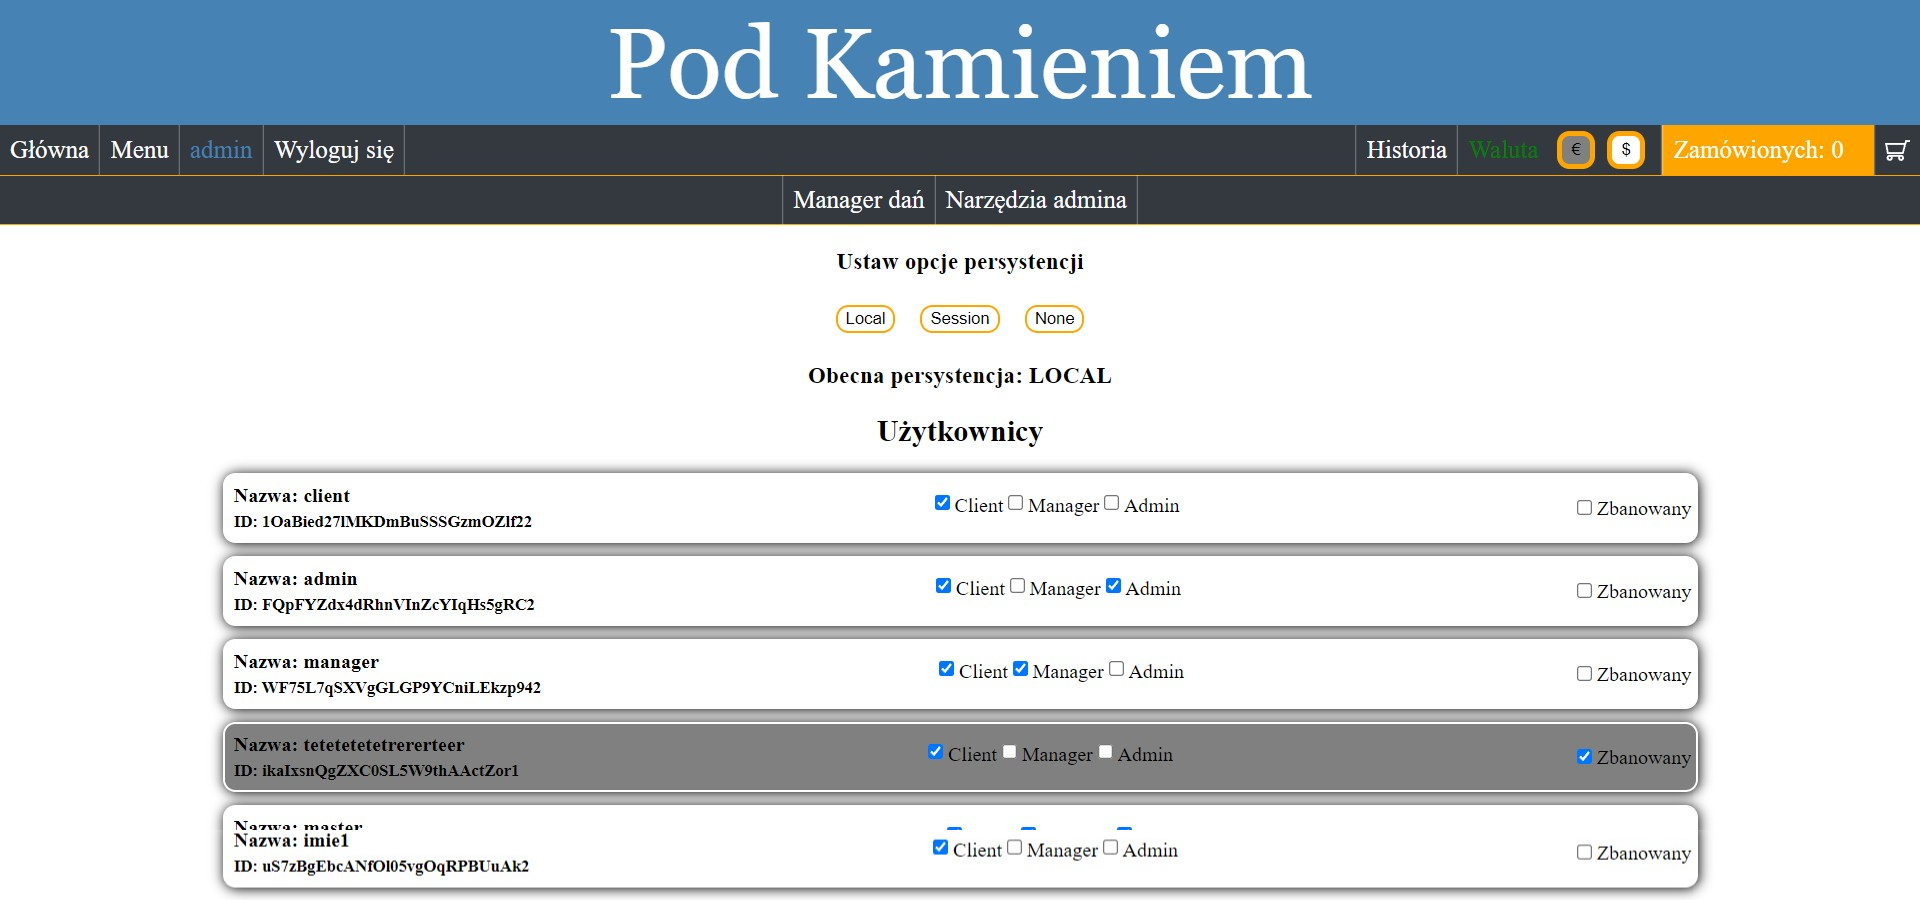 Pod Kamieniem
Główna Menu admin Wyloguj się Historia Waluta € $ Zamówionych: 0
Manager dań Narzędzia admina
Ustaw opcje persystencji
Local Session None
Obecna persystencja: LOCAL
Użytkownicy
Nazwa: client
ID: 1OaBied27lMKDmBuSSSGzmOZlf22
Client Manager Admin
Zbanowany
Nazwa: admin
ID: FQpFYZdx4dRhnVInZcYIqHs5gRC2
Client Manager Admin
Zbanowany
Nazwa: manager
ID: WF75L7qSXVgGLGP9YCniLEkzp942
Client Manager Admin
Zbanowany
Nazwa: tetetetetetrererteer
ID: ikaIxsnQgZXC0SL5W9thAActZor1
Client Manager Admin
Zbanowany
Nazwa: master
Nazwa: imie1
ID: uS7zBgEbcANfOl05vgOqRPBUuAk2
Client Manager Admin
Zbanowany